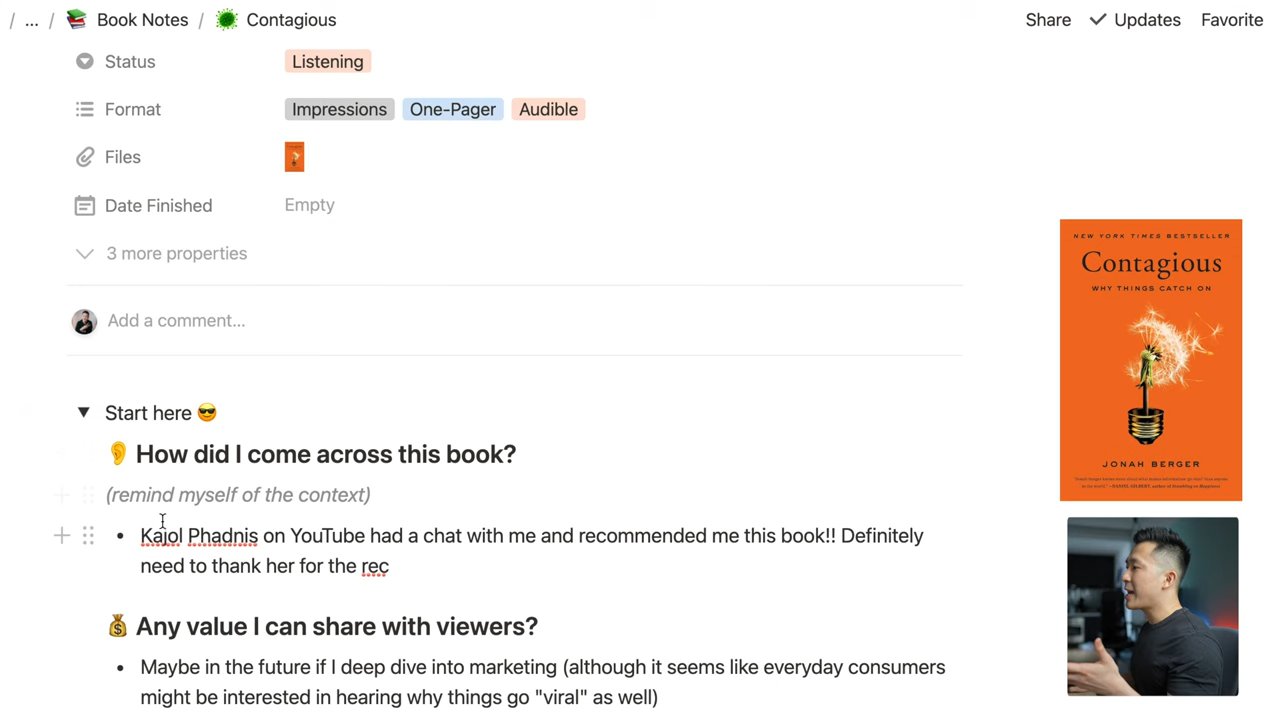 / ... / Book Notes / Contagious
Share Updates Favorite
Status Listening
Format Impressions One-Pager Audible
Files
Date Finished Empty
3 more properties
Add a comment...
Start here
How did I come across this book?
(remind myself of the context)
Kajol Phadnis on YouTube had a chat with me and recommended me this book!! Definitely
need to thank her for the rec
Any value I can share with viewers?
Maybe in the future if I deep dive into marketing (although it seems like everyday consumers
might be interested in hearing why things go "viral" as well)
NEW YORK TIMES BESTSELLER
Contagious
WHY THINGS CATCH ON
JONAH BERGER